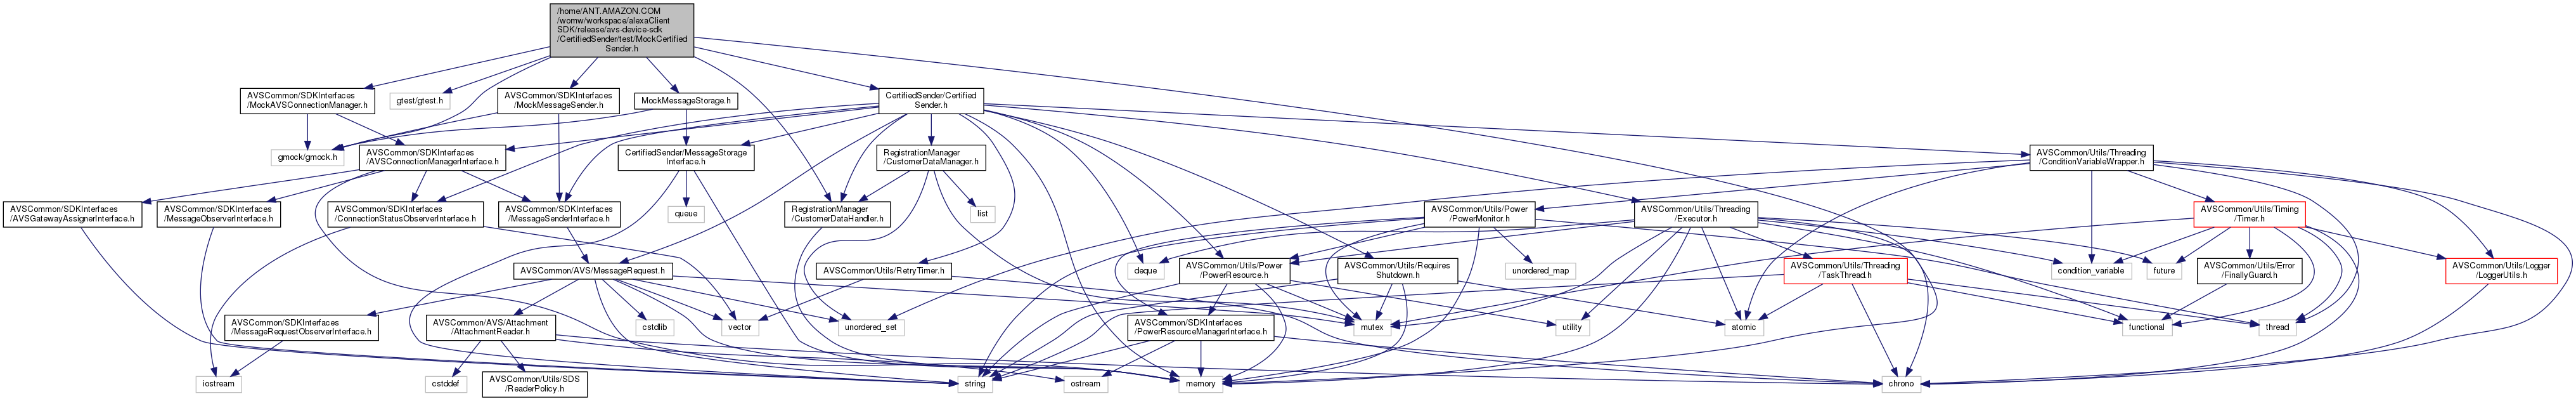 /home/ANT.AMAZON.COM
/womw/workspace/alexaClient
SDK/release/avs-device-sdk
/CertifiedSender/test/MockCertified
Sender.h
AVSCommon/SDKInterfaces
/MockAVSConnectionManager.h
gtest/gtest.h
AVSCommon/SDKInterfaces
/MockMessageSender.h
MockMessageStorage.h
CertifiedSender/Certified
Sender.h
gmock/gmock.h
AVSCommon/SDKInterfaces
/AVSConnectionManagerInterface.h
CertifiedSender/MessageStorage
Interface.h
RegistrationManager
/CustomerDataManager.h
AVSCommon/Utils/Threading
/ConditionVariableWrapper.h
AVSCommon/SDKInterfaces
/AVSGatewayAssignerInterface.h
AVSCommon/SDKInterfaces
/MessageObserverInterface.h
AVSCommon/SDKInterfaces
/ConnectionStatusObserverInterface.h
AVSCommon/SDKInterfaces
/MessageSenderInterface.h
queue
RegistrationManager
/CustomerDataHandler.h
list
AVSCommon/Utils/Power
/PowerMonitor.h
AVSCommon/Utils/Threading
/Executor.h
AVSCommon/Utils/Timing
/Timer.h
AVSCommon/AVS/MessageRequest.h
AVSCommon/Utils/RetryTimer.h
deque
AVSCommon/Utils/Power
/PowerResource.h
AVSCommon/Utils/Requires
Shutdown.h
unordered_map
AVSCommon/Utils/Threading
/TaskThread.h
condition_variable
future
AVSCommon/Utils/Error
/FinallyGuard.h
AVSCommon/Utils/Logger
/LoggerUtils.h
AVSCommon/SDKInterfaces
/MessageRequestObserverInterface.h
AVSCommon/AVS/Attachment
/AttachmentReader.h
cstdlib
vector
unordered_set
AVSCommon/SDKInterfaces
/PowerResourceManagerInterface.h
mutex
utility
atomic
functional
thread
iostream
cstddef
AVSCommon/Utils/SDS
/ReaderPolicy.h
string
ostream
memory
chrono